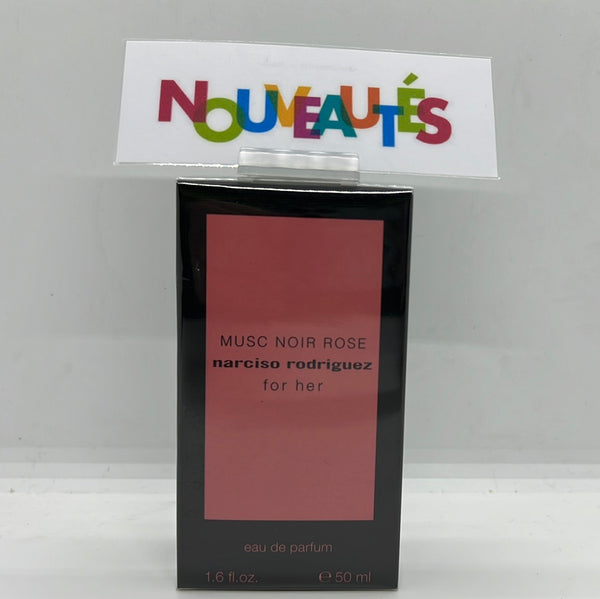 NOUVEAUTÉS
MUSC NOIR ROSE
narciso rodriguez
for her
eau de parfum
1.6 fl.oz. ℮ 50 ml